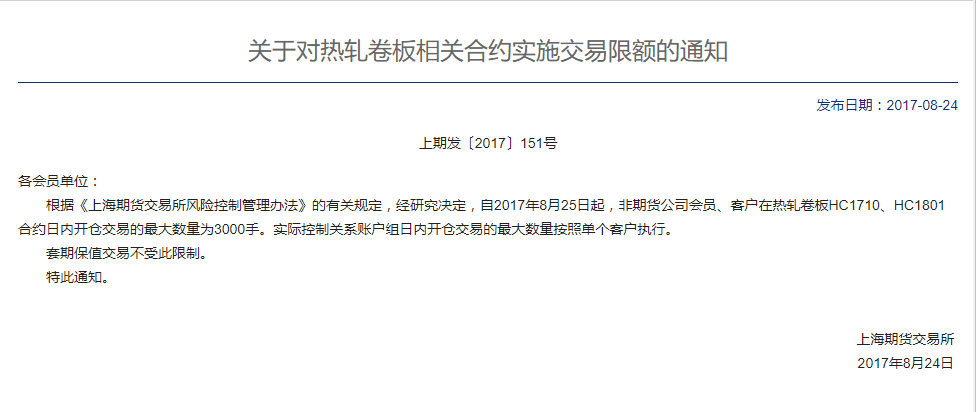 关于对热轧卷板相关合约实施交易限额的通知
发布日期：2017-08-24
上期发〔2017〕151号
各会员单位：
根据《上海期货交易所风险控制管理办法》的有关规定，经研究决定，自2017年8月25日起，非期货公司会员、客户在热轧卷板HC1710、HC1801
合约日内开仓交易的最大数量为3000手。实际控制关系账户组日内开仓交易的最大数量按照单个客户执行。
套期保值交易不受此限制。
特此通知。
上海期货交易所
2017年8月24日